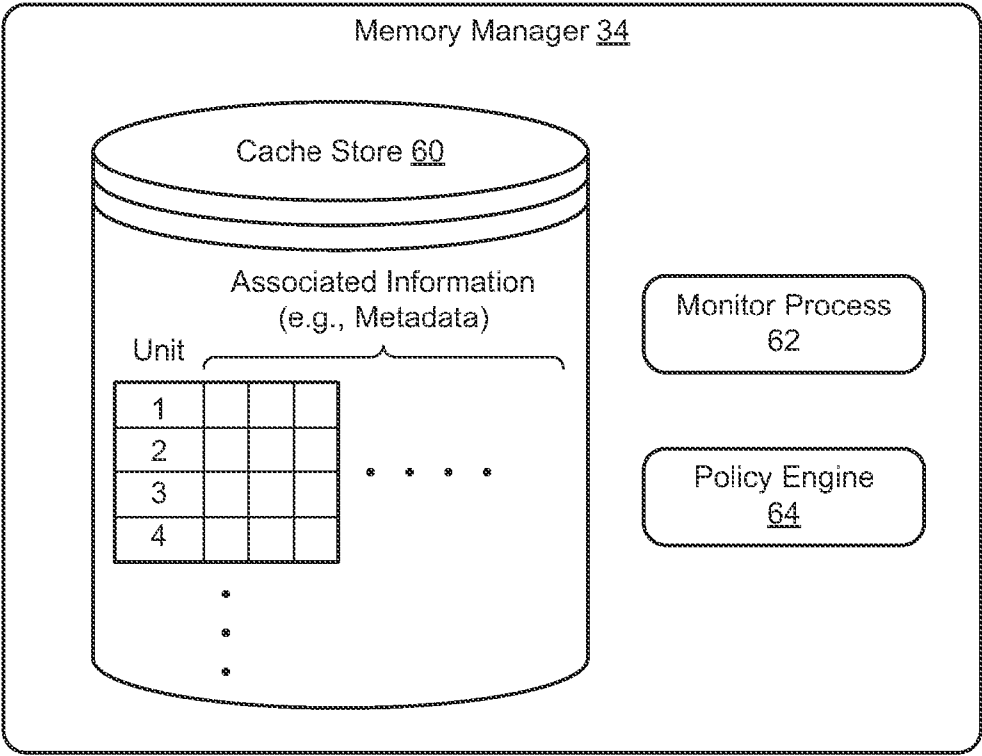 Memory Manager 34
Cache Store 60
Associated Information
(e.g., Metadata)
Unit
1
2
3
4
Monitor Process
62
Policy Engine
64